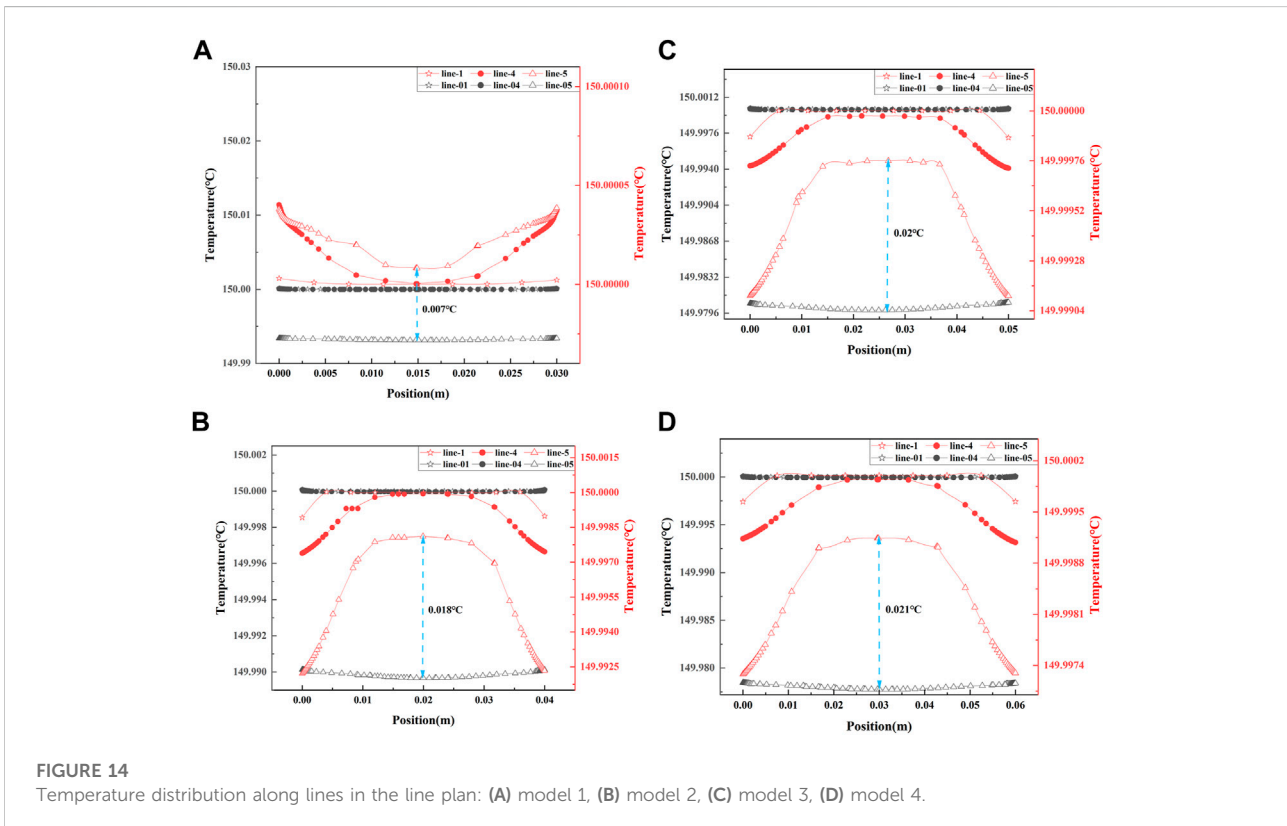 A
150.03
150.02
150.01
150.00
149.99
Temperature(°C)
line-1 line-4 line-5
line-01 line-04 line-05
150.00010
150.00005
150.00000
Temperature(°C)
0.007°C
0.000 0.005 0.010 0.015 0.020 0.025 0.030
Position(m)
C
150.0012
149.9976
149.9940
149.9904
149.9868
149.9832
149.9796
Temperature(°C)
line-1 line-4 line-5
line-01 line-04 line-05
150.00000
149.99976
149.99952
149.99928
149.99904
Temperature(°C)
0.02°C
0.00 0.01 0.02 0.03 0.04 0.05
Position(m)
B
150.002
150.000
149.998
149.996
149.994
149.992
149.990
Temperature(°C)
line-1 line-4 line-5
line-01 line-04 line-05
150.0015
150.0000
149.9985
149.9970
149.9955
149.9940
149.9925
Temperature(°C)
0.018°C
0.00 0.01 0.02 0.03 0.04
Position(m)
D
150.000
149.995
149.990
149.985
149.980
Temperature(°C)
line-1 line-4 line-5
line-01 line-04 line-05
150.0002
149.9995
149.9988
149.9981
149.9974
Temperature(°C)
0.021°C
0.00 0.01 0.02 0.03 0.04 0.05 0.06
Position(m)
FIGURE 14
Temperature distribution along lines in the line plan: (A) model 1, (B) model 2, (C) model 3, (D) model 4.